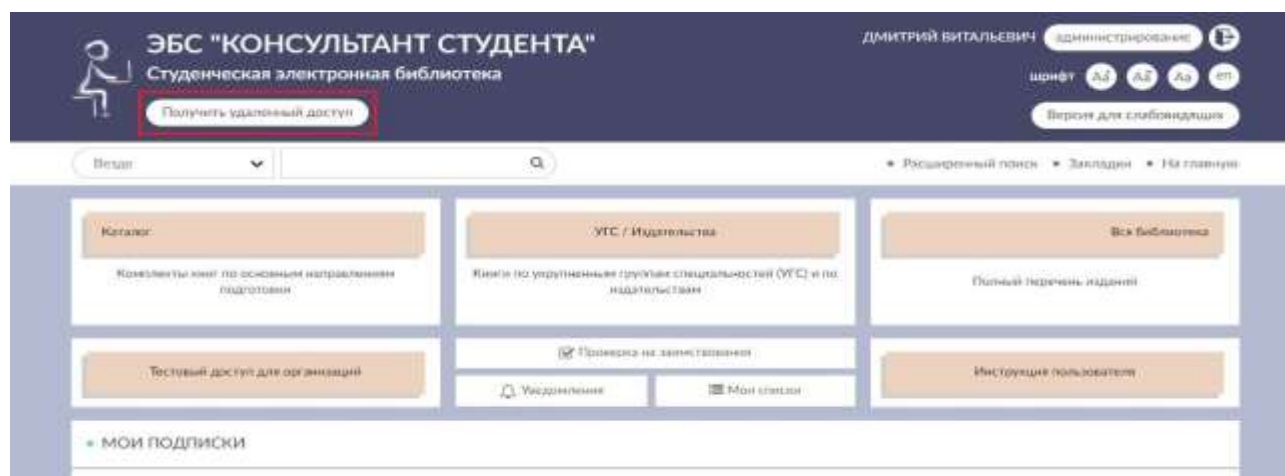 ЭБС "КОНСУЛЬТАНТ СТУДЕНТА"
Студенческая электронная библиотека
Получить удаленный доступ
ДМИТРИЙ ВИТАЛЬЕВИЧ администрирование
шрифт Aa Aa Aa en
Версия для слабовидящих
Везде
• Расширенный поиск • Закладки • На главную
Каталог
Комплекты книг по основным направлениям
подготовки
УГС / Издательства
Книги по укрупненным группам специальностей (УГС) и по
издательствам
Вся библиотека
Полный перечень изданий
Тестовый доступ для организаций
Проверка на заимствования
Уведомления
Мои списки
Инструкция пользователя
• МОИ ПОДПИСКИ